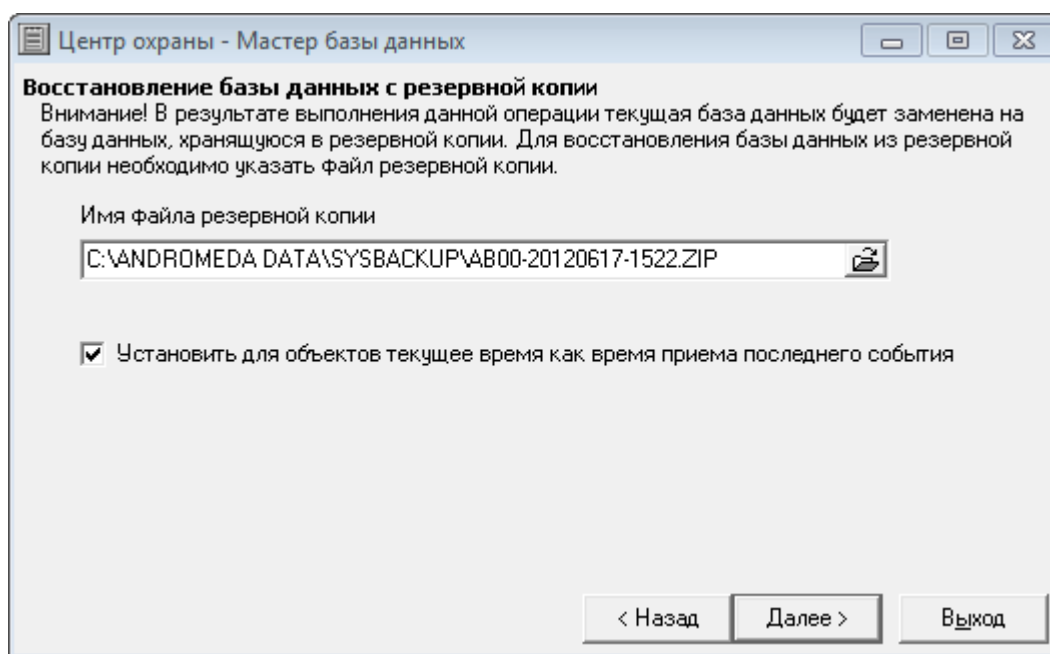 Центр охраны - Мастер базы данных
Восстановление базы данных с резервной копии
Внимание! В результате выполнения данной операции текущая база данных будет заменена на
базу данных, хранящуюся в резервной копии. Для восстановления базы данных из резервной
копии необходимо указать файл резервной копии.
Имя файла резервной копии
C:\ANDROMEDA DATA\SYSBACKUP\AB00-20120617-1522.ZIP
Установить для объектов текущее время как время приема последнего события
< Назад Далее > Выход